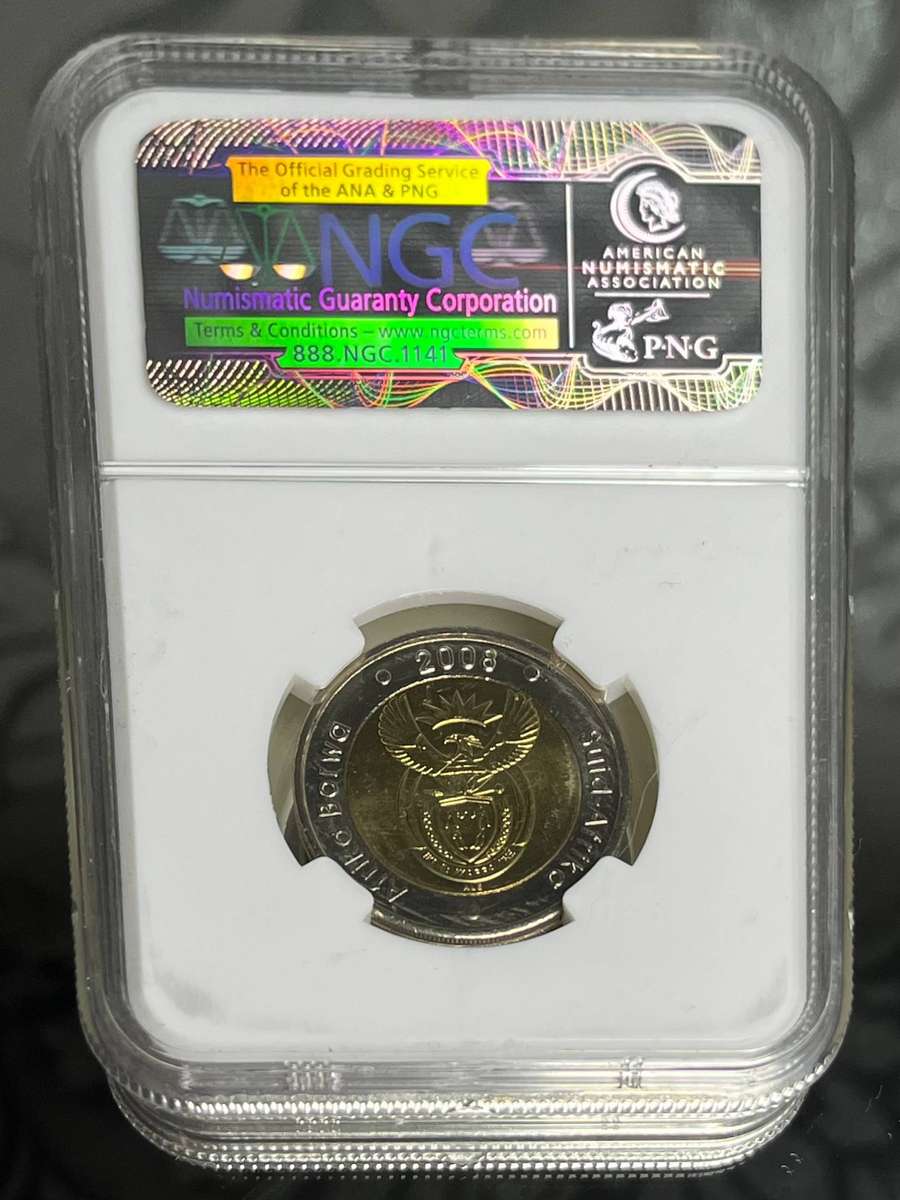 The Official Grading Service
of the ANA & PNG
NGC
Numismatic Guaranty Corporation
Terms & Conditions – www.ngcterms.com
888.NGC.1141
AMERICAN
NUMISMATIC
ASSOCIATION
P·N·G
2008
Afrika Borwa
Suid-Afrika
ALS